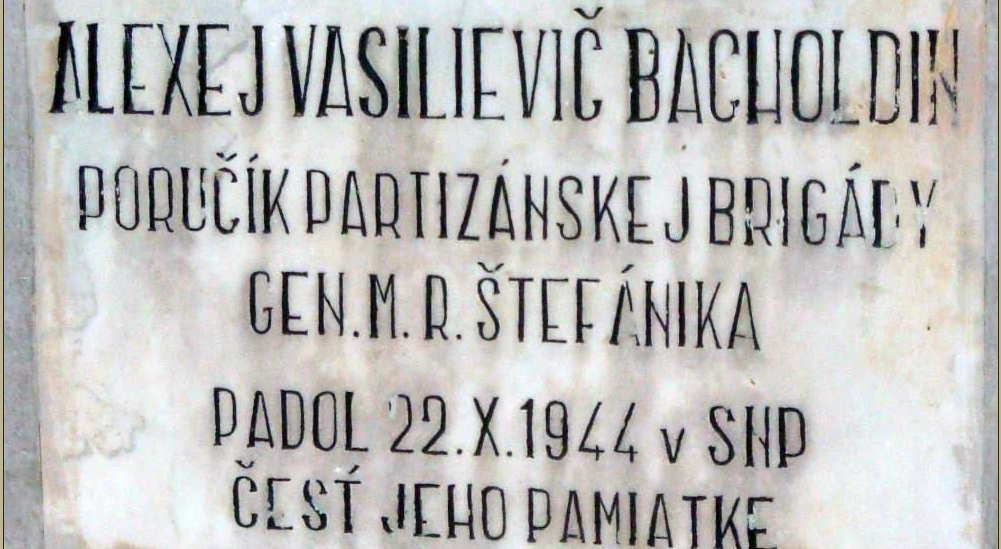 ALEXEJ VASILIEVIČ BACHOLDIN
PORUČÍK PARTIZÁNSKEJ BRIGÁDY
GEN. M. R. ŠTEFÁNIKA
PADOL 22.X.1944 v SNP
ČESŤ JEHO PAMIATKE